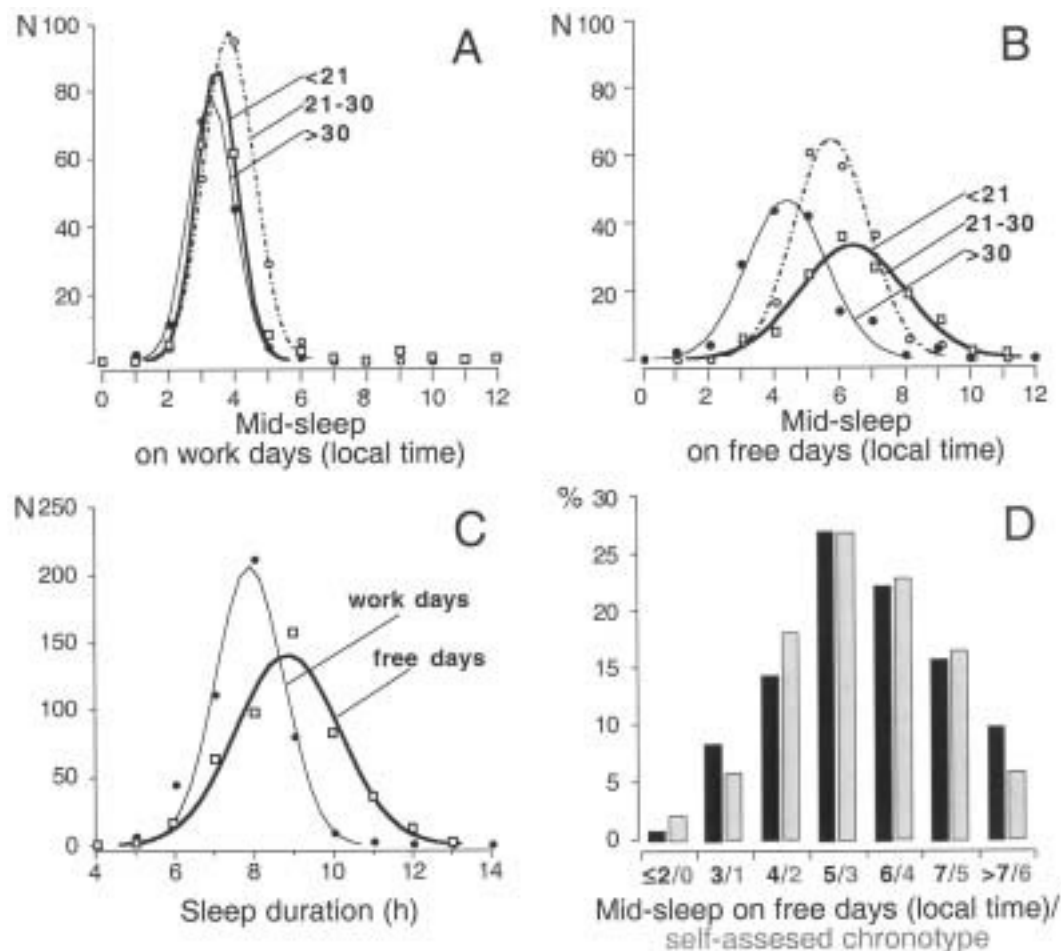 N 100
80
60
40
20
A
<21
21-30
>30
0 2 4 6 8 10 12
Mid-sleep
on work days (local time)
N 100
80
60
40
20
B
<21
21-30
>30
0 2 4 6 8 10 12
Mid-sleep
on free days (local time)
N 250
200
150
100
50
0
C
work days
free days
4 6 8 10 12 14
Sleep duration (h)
% 30
25
20
15
10
5
0
D
≤2/0 3/1 4/2 5/3 6/4 7/5 >7/6
Mid-sleep on free days (local time)/
self-assesed chronotype